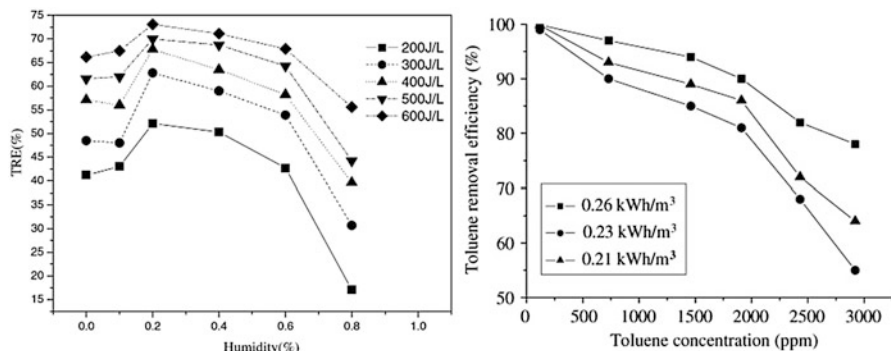 75
70
65
60
55
50
45
40
35
30
25
20
15
TRE(%)
0.0 0.2 0.4 0.6 0.8 1.0
Humidity(%)
200J/L
300J/L
400J/L
500J/L
600J/L
100
90
80
70
60
50
Toluene removal efficiency (%)
0.26 kWh/m³
0.23 kWh/m³
0.21 kWh/m³
0 500 1000 1500 2000 2500 3000
Toluene concentration (ppm)